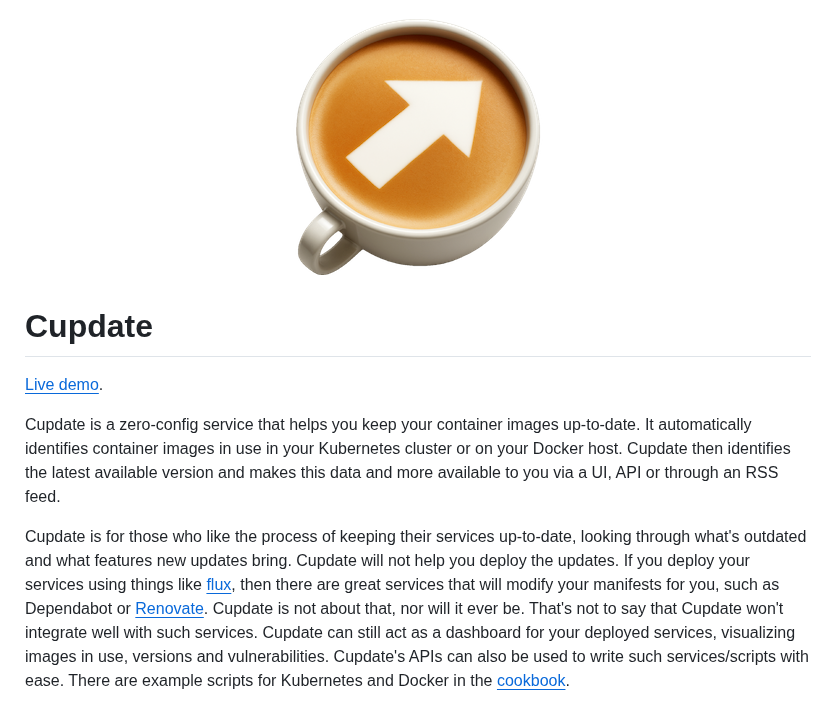 Cupdate
Live demo.
Cupdate is a zero-config service that helps you keep your container images up-to-date. It automatically
identifies container images in use in your Kubernetes cluster or on your Docker host. Cupdate then identifies
the latest available version and makes this data and more available to you via a UI, API or through an RSS
feed.
Cupdate is for those who like the process of keeping their services up-to-date, looking through what's outdated
and what features new updates bring. Cupdate will not help you deploy the updates. If you deploy your
services using things like flux, then there are great services that will modify your manifests for you, such as
Dependabot or Renovate. Cupdate is not about that, nor will it ever be. That's not to say that Cupdate won't
integrate well with such services. Cupdate can still act as a dashboard for your deployed services, visualizing
images in use, versions and vulnerabilities. Cupdate's APIs can also be used to write such services/scripts with
ease. There are example scripts for Kubernetes and Docker in the cookbook.